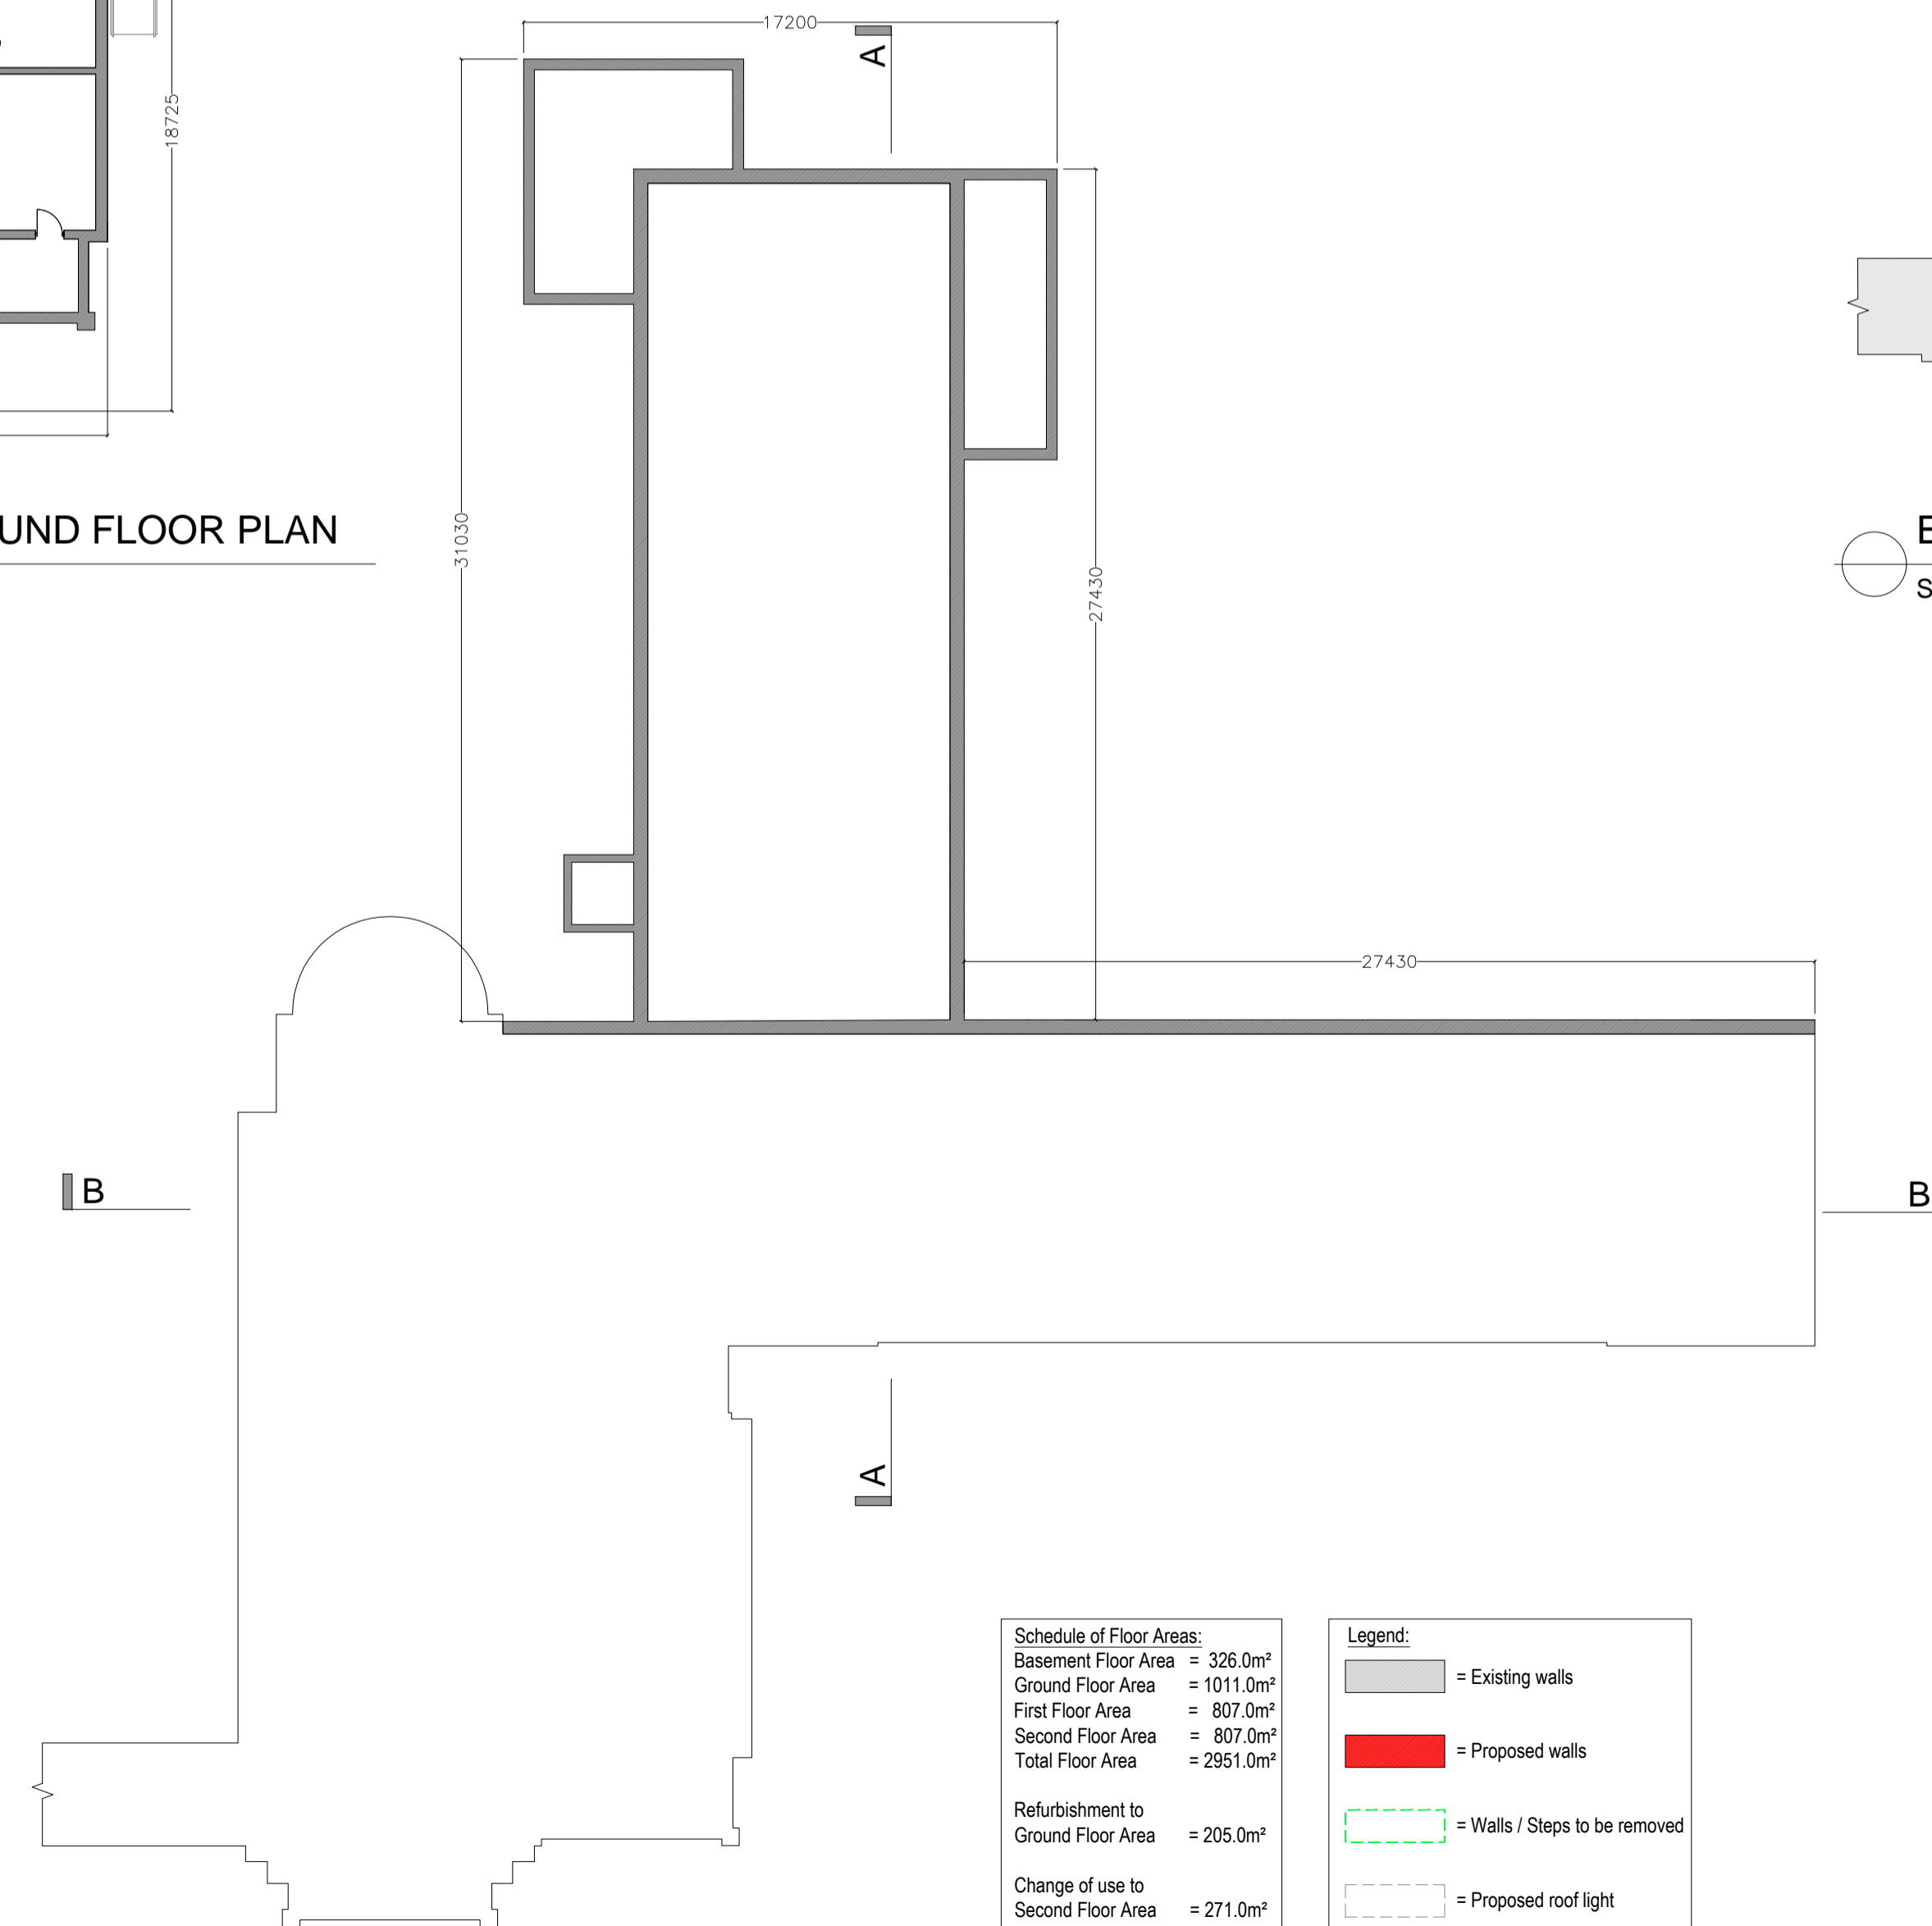 17200
A
18725
31030
27430
UND FLOOR PLAN
E
S
27430
B
B
A
Schedule of Floor Areas:
Basement Floor Area = 326.0m²
Ground Floor Area = 1011.0m²
First Floor Area = 807.0m²
Second Floor Area = 807.0m²
Total Floor Area = 2951.0m²
Refurbishment to
Ground Floor Area = 205.0m²
Change of use to
Second Floor Area = 271.0m²
Legend:
= Existing walls
= Proposed walls
= Walls / Steps to be removed
= Proposed roof light